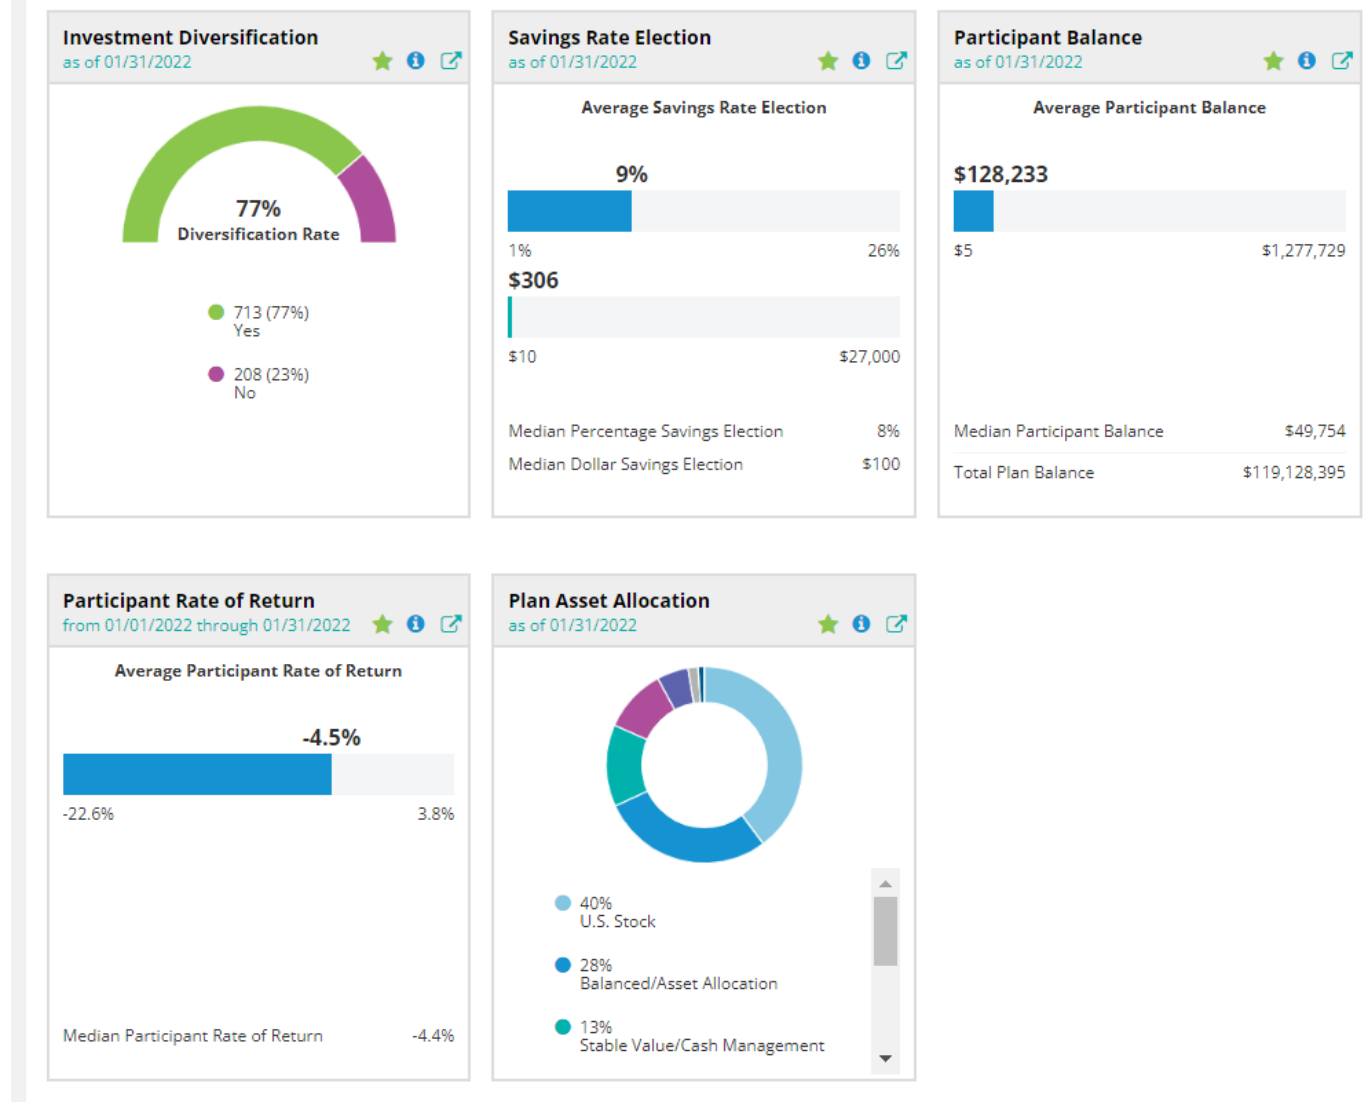 Investment Diversification
as of 01/31/2022
77%
Diversification Rate
713 (77%)
Yes
208 (23%)
No
Savings Rate Election
as of 01/31/2022
Average Savings Rate Election
9%
1% 26%
$306
$10 $27,000
Median Percentage Savings Election 8%
Median Dollar Savings Election $100
Participant Balance
as of 01/31/2022
Average Participant Balance
$128,233
$5 $1,277,729
Median Participant Balance $49,754
Total Plan Balance $119,128,395
Participant Rate of Return
from 01/01/2022 through 01/31/2022
Average Participant Rate of Return
-4.5%
-22.6% 3.8%
Median Participant Rate of Return -4.4%
Plan Asset Allocation
as of 01/31/2022
40%
U.S. Stock
28%
Balanced/Asset Allocation
13%
Stable Value/Cash Management